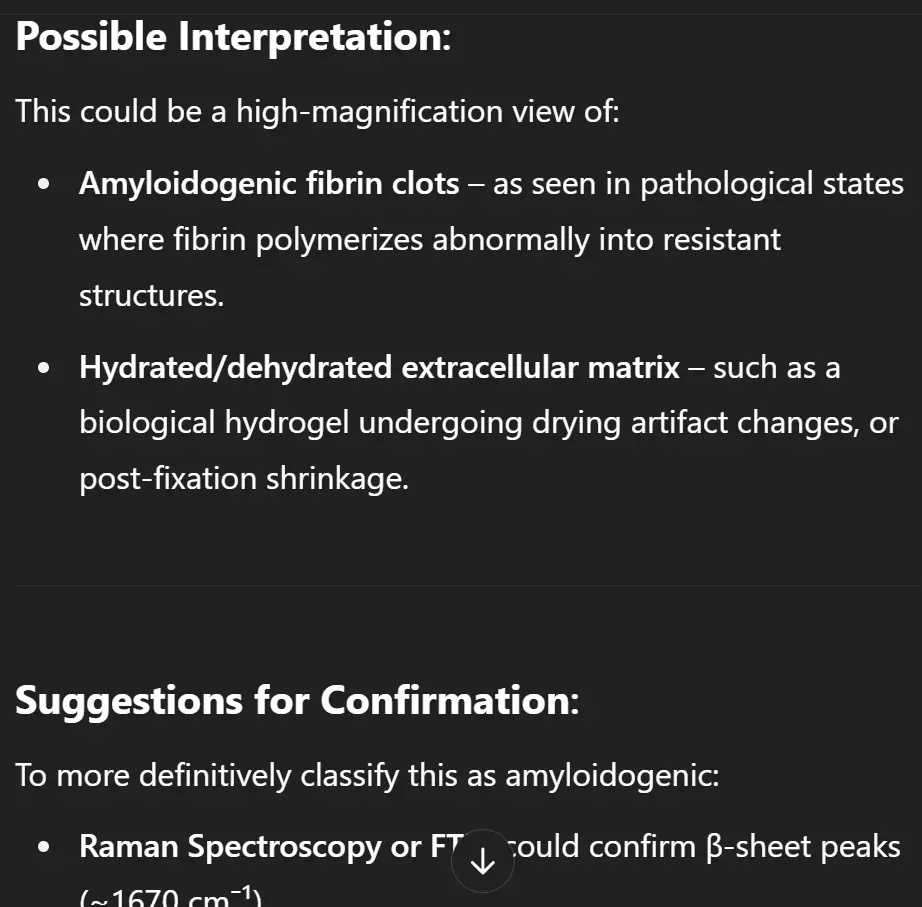 Possible Interpretation:
This could be a high-magnification view of:
• Amyloidogenic fibrin clots – as seen in pathological states
where fibrin polymerizes abnormally into resistant
structures.
• Hydrated/dehydrated extracellular matrix – such as a
biological hydrogel undergoing drying artifact changes, or
post-fixation shrinkage.
Suggestions for Confirmation:
To more definitively classify this as amyloidogenic:
• Raman Spectroscopy or could confirm β-sheet peaks
(~1670 cm⁻¹)